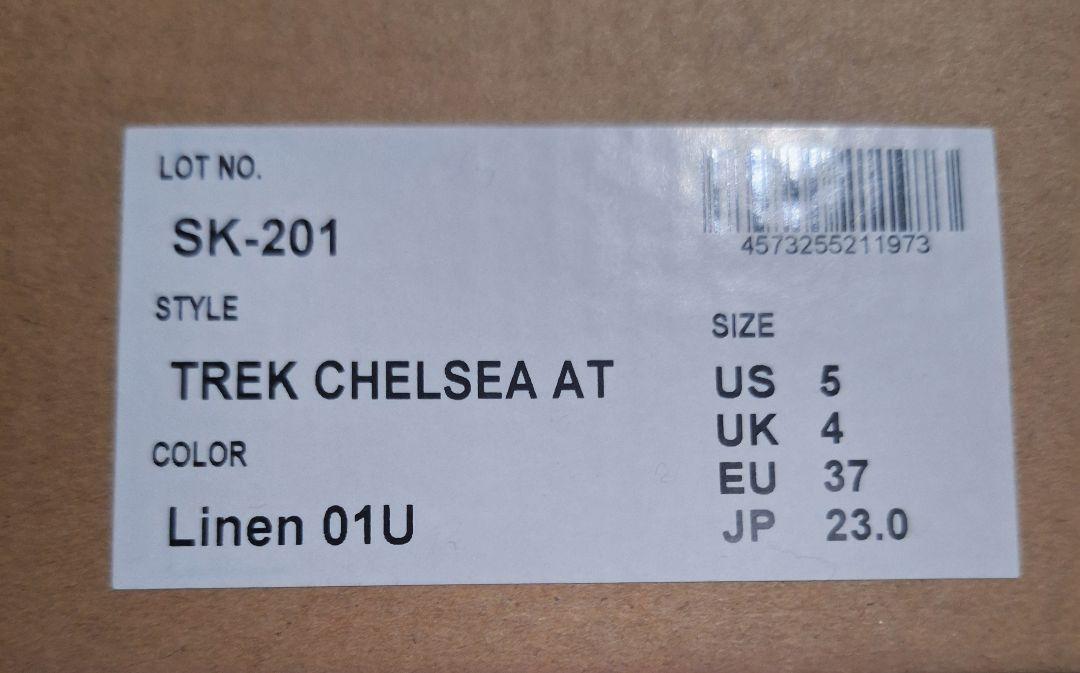 LOT NO.
SK-201
STYLE
TREK CHELSEA AT
COLOR
Linen 01U
4573255211973
SIZE
US 5
UK 4
EU 37
JP 23.0